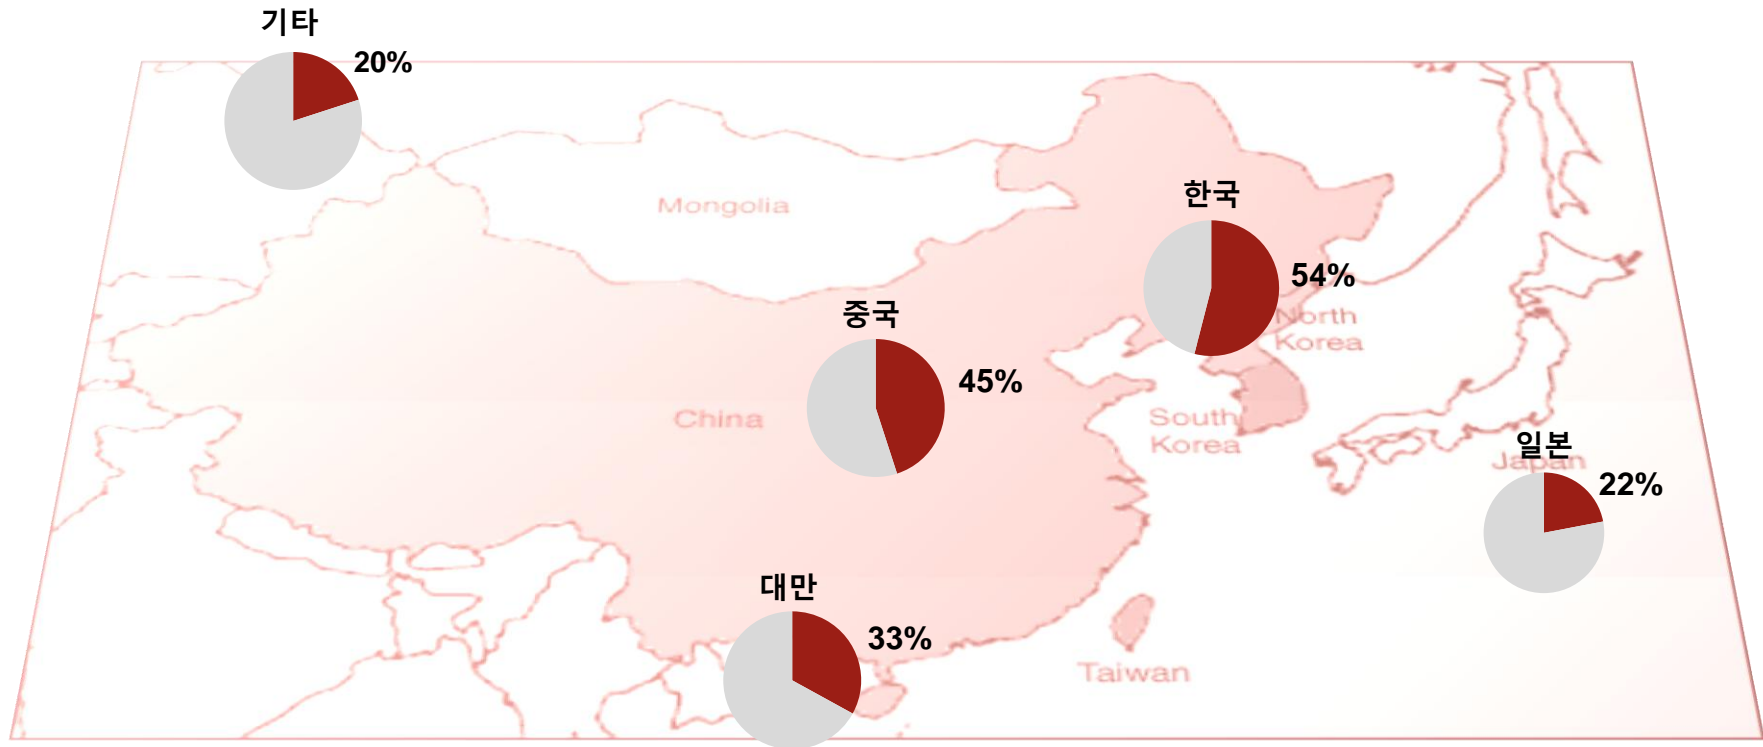 기타
20%
Mongolia
한국
54%
North
Korea
중국
45%
China
South
Korea
일본
Japan
22%
대만
33%
Taiwan